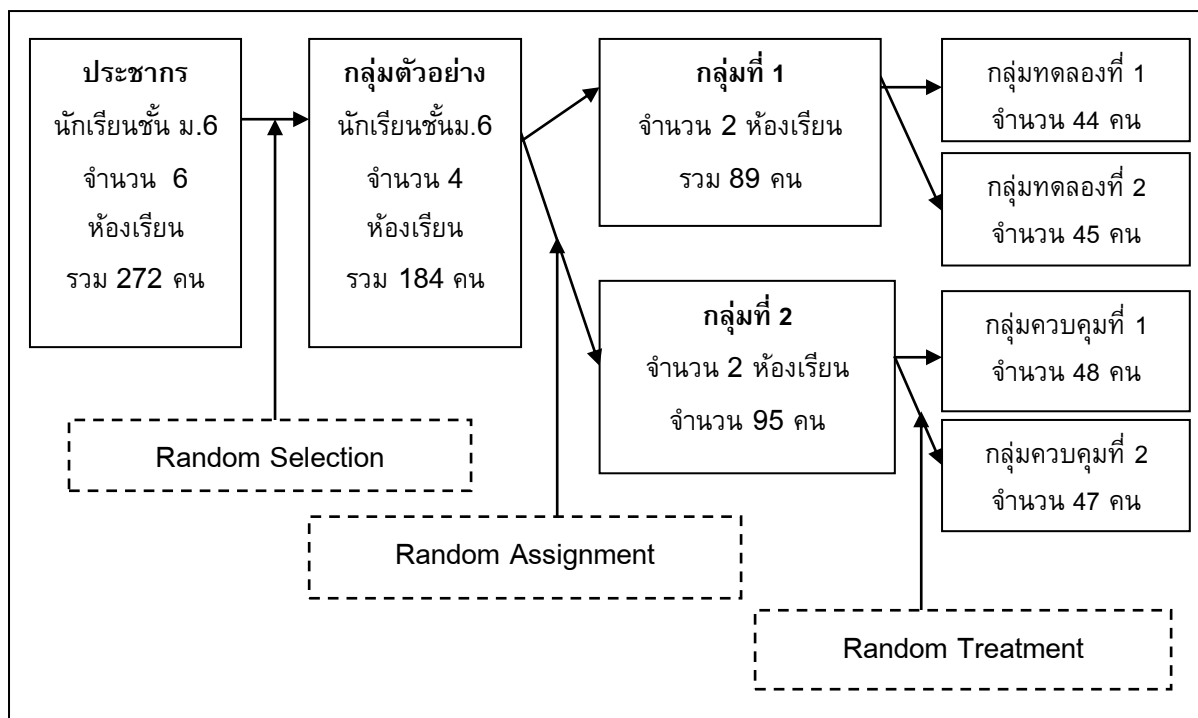 ประชากร
นักเรียนชั้น ม.6
จำนวน 6
ห้องเรียน
รวม 272 คน
กลุ่มตัวอย่าง
นักเรียนชั้นม.6
จำนวน 4
ห้องเรียน
รวม 184 คน
กลุ่มที่ 1
จำนวน 2 ห้องเรียน
รวม 89 คน
กลุ่มทดลองที่ 1
จำนวน 44 คน
กลุ่มทดลองที่ 2
จำนวน 45 คน
กลุ่มที่ 2
จำนวน 2 ห้องเรียน
จำนวน 95 คน
กลุ่มควบคุมที่ 1
จำนวน 48 คน
กลุ่มควบคุมที่ 2
จำนวน 47 คน
Random Selection
Random Assignment
Random Treatment